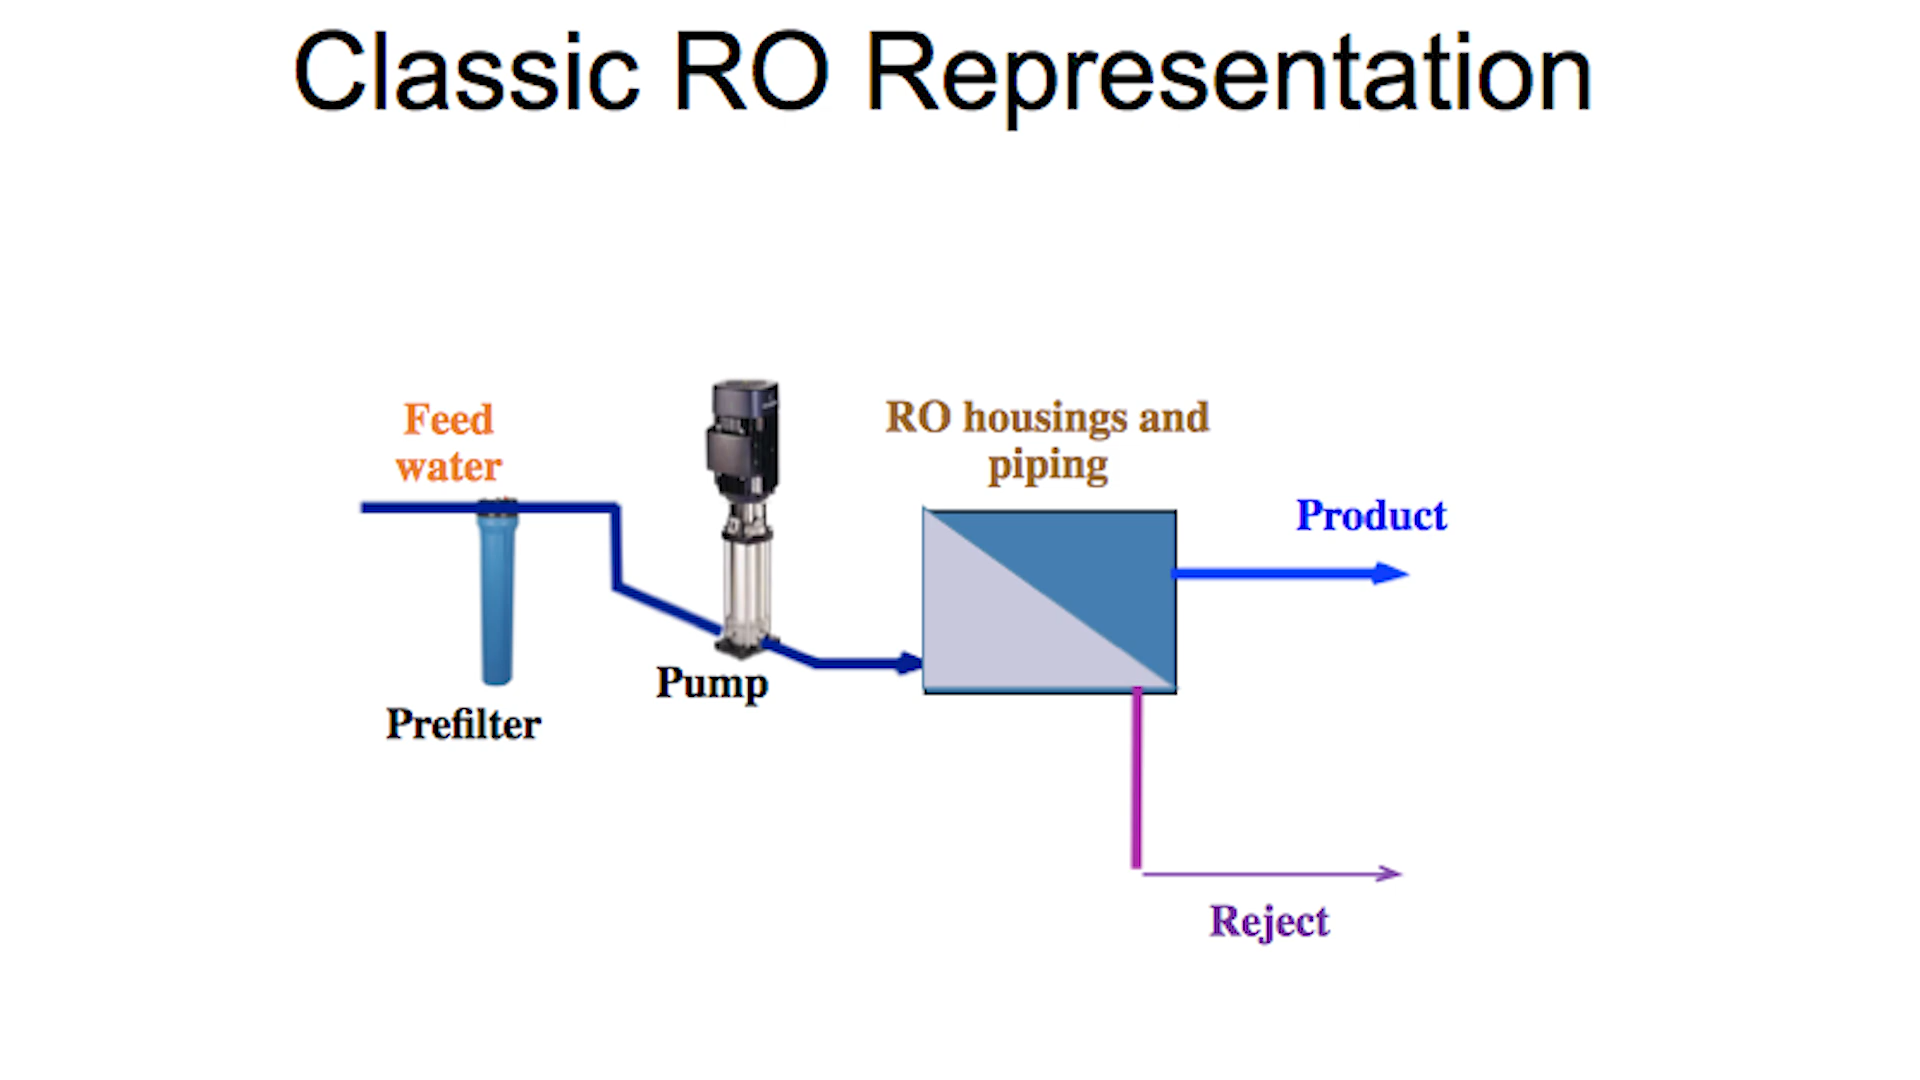 Classic RO Representation
Feed
water
RO housings and
piping
Product
Pump
Prefilter
Reject